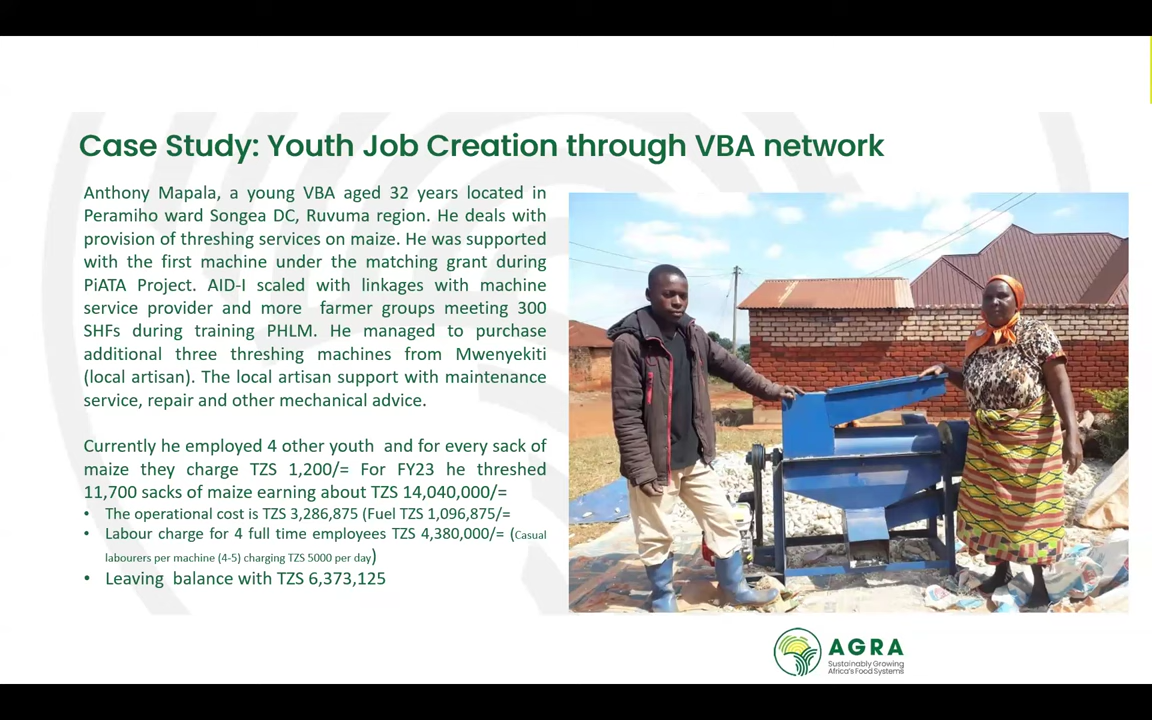 Case Study: Youth Job Creation through VBA network
Anthony Mapala, a young VBA aged 32 years located in
Peramiho ward Songea DC, Ruvuma region. He deals with
provision of threshing services on maize. He was supported
with the first machine under the matching grant during
PiATA Project. AID-I scaled with linkages with machine
service provider and more farmer groups meeting 300
SHFs during training PHLM. He managed to purchase
additional three threshing machines from Mwenyekiti
(local artisan). The local artisan support with maintenance
service, repair and other mechanical advice.
Currently he employed 4 other youth and for every sack of
maize they charge TZS 1,200/= For FY23 he threshed
11,700 sacks of maize earning about TZS 14,040,000/=
• The operational cost is TZS 3,286,875 (Fuel TZS 1,096,875/=
• Labour charge for 4 full time employees TZS 4,380,000/= (Casual
labourers per machine (4-5) charging TZS 5000 per day)
• Leaving balance with TZS 6,373,125
AGRA
Sustainably Growing
Africa's Food Systems